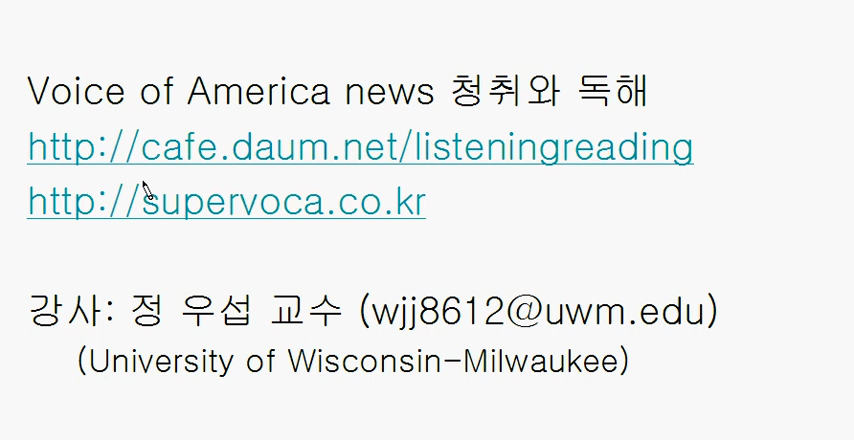 Voice of America news 청취와 독해
http://cafe.daum.net/listeningreading
http://supervoca.co.kr
강사: 정 우섭 교수 (wjj8612@uwm.edu)
(University of Wisconsin-Milwaukee)